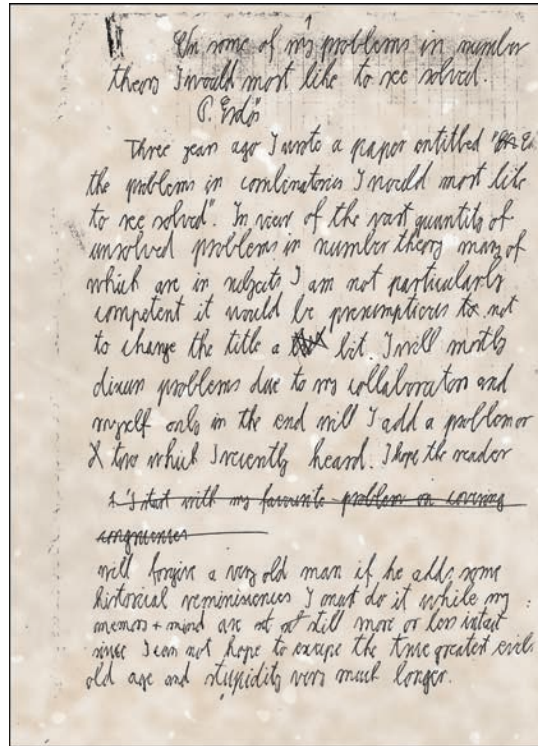 1
On some of my problems in number
theory I would most like to see solved.
P. Erdős
Three years ago I wrote a paper entitled "On
the problems in combinatorics I would most like
to see solved". In view of the vast quantity of
unsolved problems in number theory many of
which are in subjects I am not particularly
competent it would be presumptious to not
to change the title a bit. I will mostly
discuss problems due to my collaborators and
myself only in the end will I add a problem or
two which I recently heard. I hope the reader
I start with my favourite problem on covering
congruences
will forgive a very old man if he adds some
historical reminiscences I must do it while my
memory + mind are still more or less intact
since I can not hope to escape the two greatest evils
old age and stupidity very much longer.